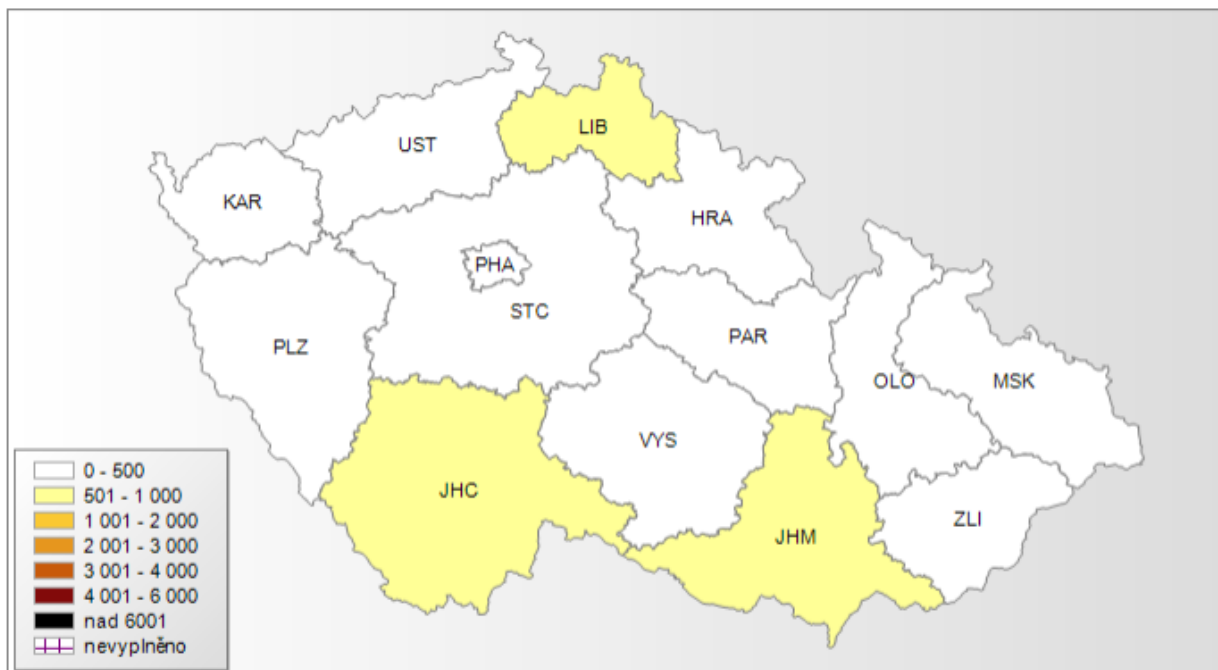 LIB
UST
KAR
HRA
PHA
STC
PLZ
PAR
OLO
MSK
VYS
JHC
JHM
ZLI
0 - 500
501 - 1 000
1 001 - 2 000
2 001 - 3 000
3 001 - 4 000
4 001 - 6 000
nad 6001
nevyplněno